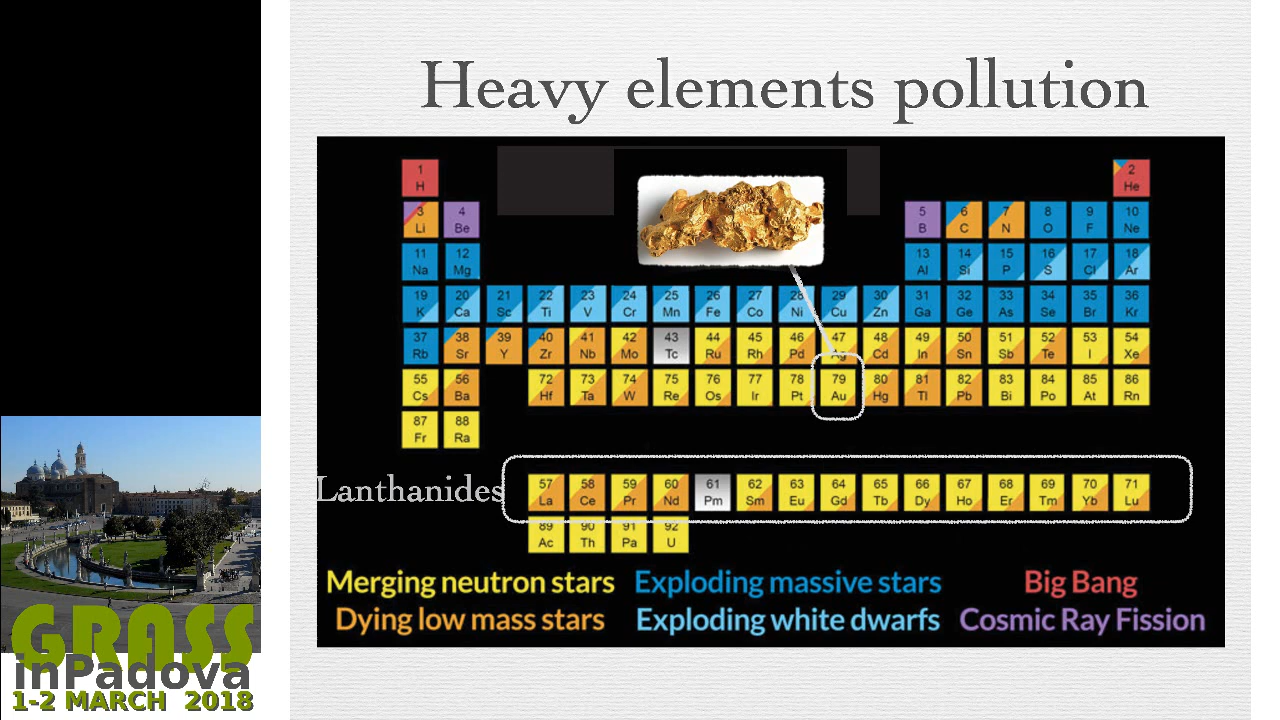 Heavy elements pollution
1 2
H He
3 4 5 6 7 8 9 10
Li Be B C N O F Ne
11 12 13 14 15 16 17 18
Na Mg Al Si P S Cl Ar
19 20 21 22 23 24 25 26 27 28 29 30 31 32 33 34 35 36
K Ca Sc Ti V Cr Mn Fe Co Ni Cu Zn Ga Ge As Se Br Kr
37 38 39 40 41 42 43 44 45 46 47 48 49 50 51 52 53 54
Rb Sr Y Zr Nb Mo Tc Ru Rh Pd Ag Cd In Sn Sb Te I Xe
55 56 72 73 74 75 76 77 78 79 80 81 82 83 84 85 86
Cs Ba Hf Ta W Re Os Ir Pt Au Hg Tl Pb Bi Po At Rn
87 88
Fr Ra
Lanthanides
57 58 59 60 61 62 63 64 65 66 67 68 69 70 71
La Ce Pr Nd Pm Sm Eu Gd Tb Dy Ho Er Tm Yb Lu
89 90 91 92
Ac Th Pa U
Merging neutron stars Exploding massive stars Big Bang
Dying low mass stars Exploding white dwarfs Cosmic Ray Fission
inPadova
1-2 MARCH 2018